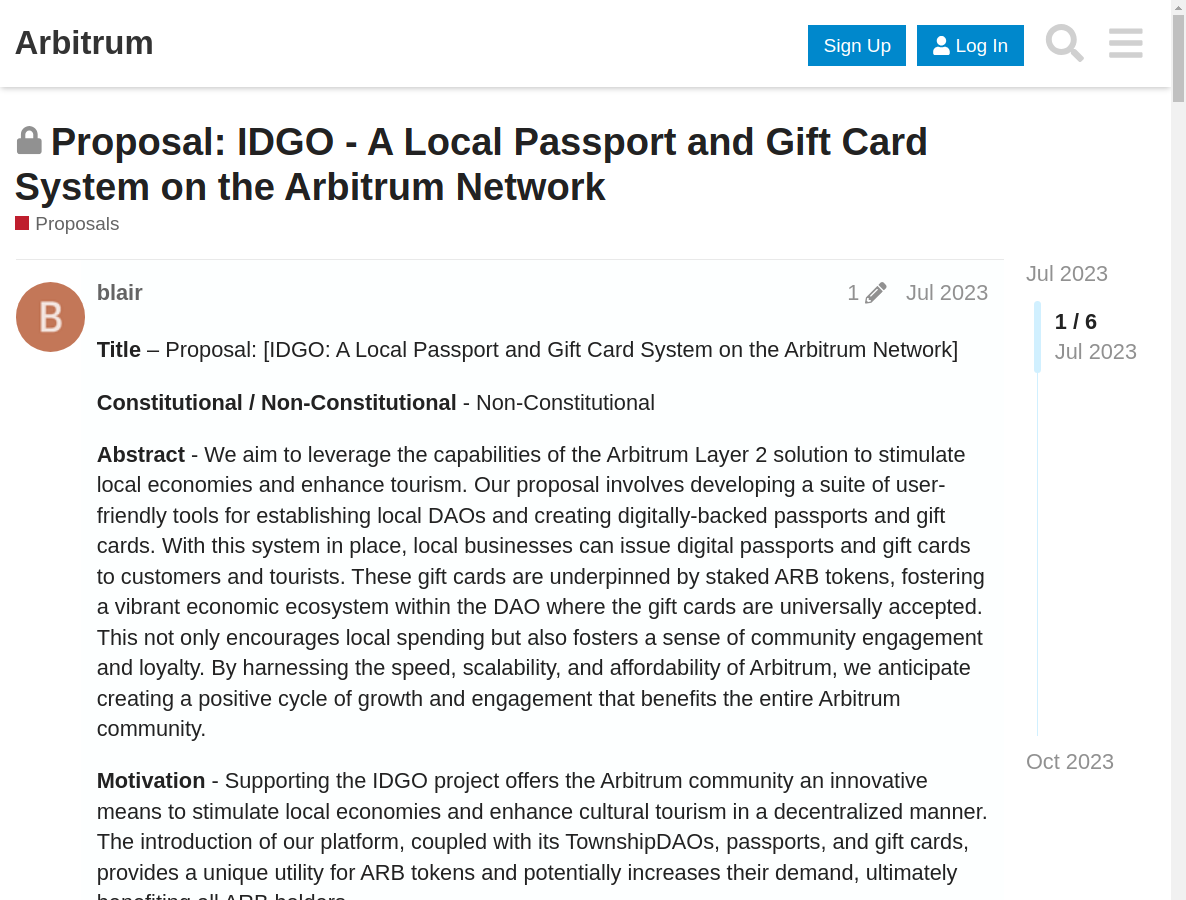 Arbitrum
Sign Up
Log In
Proposal: IDGO - A Local Passport and Gift Card
System on the Arbitrum Network
Proposals
B
blair
1
Jul 2023
Title – Proposal: [IDGO: A Local Passport and Gift Card System on the Arbitrum Network]
Constitutional / Non-Constitutional - Non-Constitutional
Abstract - We aim to leverage the capabilities of the Arbitrum Layer 2 solution to stimulate
local economies and enhance tourism. Our proposal involves developing a suite of user-
friendly tools for establishing local DAOs and creating digitally-backed passports and gift
cards. With this system in place, local businesses can issue digital passports and gift cards
to customers and tourists. These gift cards are underpinned by staked ARB tokens, fostering
a vibrant economic ecosystem within the DAO where the gift cards are universally accepted.
This not only encourages local spending but also fosters a sense of community engagement
and loyalty. By harnessing the speed, scalability, and affordability of Arbitrum, we anticipate
creating a positive cycle of growth and engagement that benefits the entire Arbitrum
community.
Motivation - Supporting the IDGO project offers the Arbitrum community an innovative
means to stimulate local economies and enhance cultural tourism in a decentralized manner.
The introduction of our platform, coupled with its TownshipDAOs, passports, and gift cards,
provides a unique utility for ARB tokens and potentially increases their demand, ultimately
benefiting all ARB holders.
Jul 2023
1 / 6
Jul 2023
Oct 2023